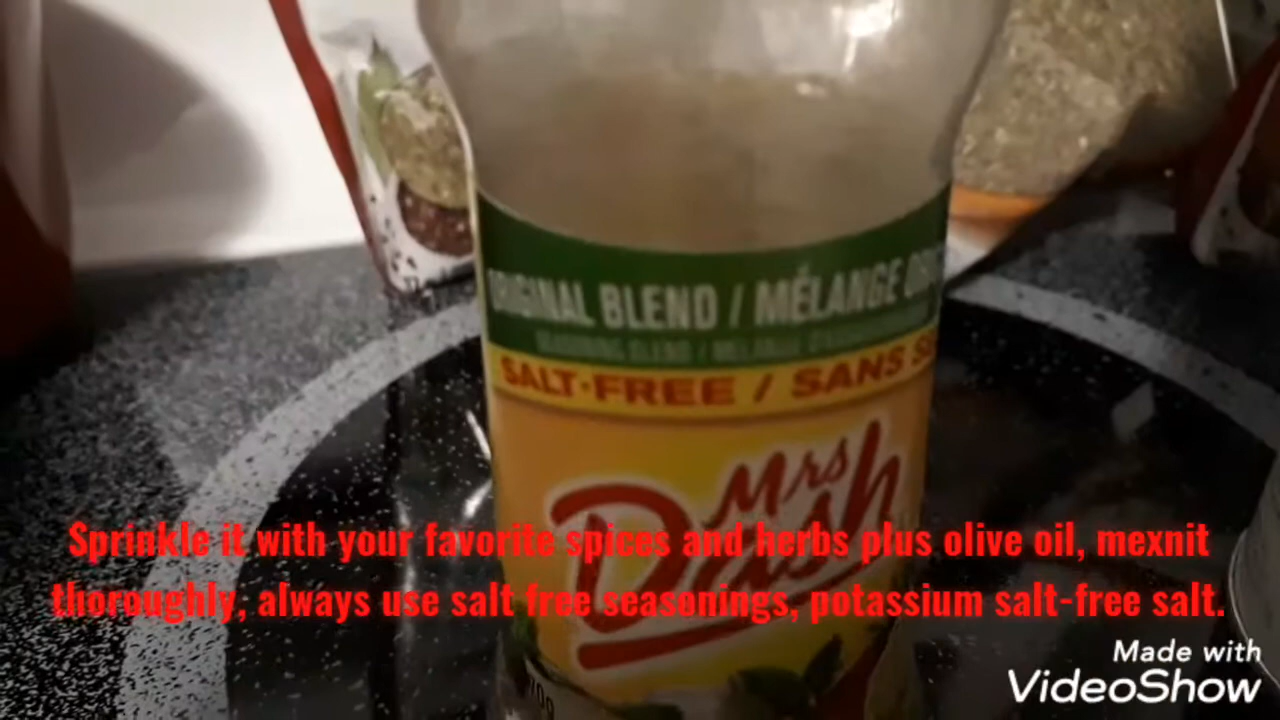 ORIGINAL BLEND / MÉLANGE
SALT-FREE / SANS
Mrs
Dash
Sprinkle it with your favorite spices and herbs plus olive oil, mexnit
thoroughly, always use salt free seasonings, potassium salt-free salt.
Made with
VideoShow